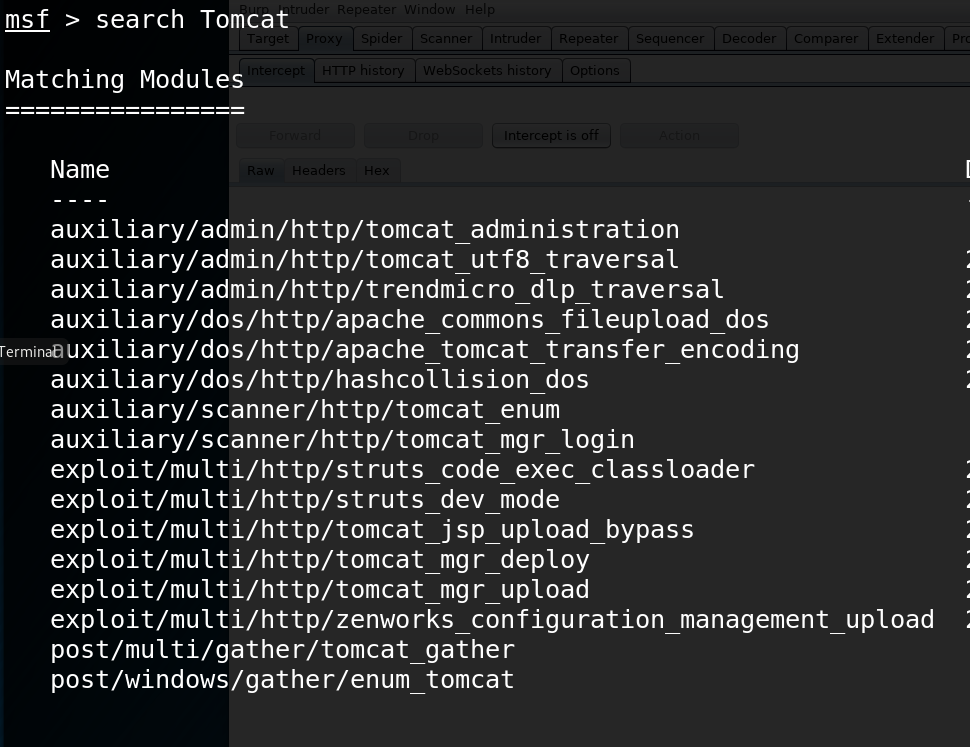 Burp Intruder Repeater Window Help
msf > search Tomcat
Target Proxy Spider Scanner Intruder Repeater Sequencer Decoder Comparer Extender
Intercept HTTP history WebSockets history Options
Matching Modules
================
Forward Drop Intercept is off Action
Raw Headers Hex
Name
----
auxiliary/admin/http/tomcat_administration
auxiliary/admin/http/tomcat_utf8_traversal
auxiliary/admin/http/trendmicro_dlp_traversal
auxiliary/dos/http/apache_commons_fileupload_dos
Terminal
auxiliary/dos/http/apache_tomcat_transfer_encoding
auxiliary/dos/http/hashcollision_dos
auxiliary/scanner/http/tomcat_enum
auxiliary/scanner/http/tomcat_mgr_login
exploit/multi/http/struts_code_exec_classloader
exploit/multi/http/struts_dev_mode
exploit/multi/http/tomcat_jsp_upload_bypass
exploit/multi/http/tomcat_mgr_deploy
exploit/multi/http/tomcat_mgr_upload
exploit/multi/http/zenworks_configuration_management_upload
post/multi/gather/tomcat_gather
post/windows/gather/enum_tomcat